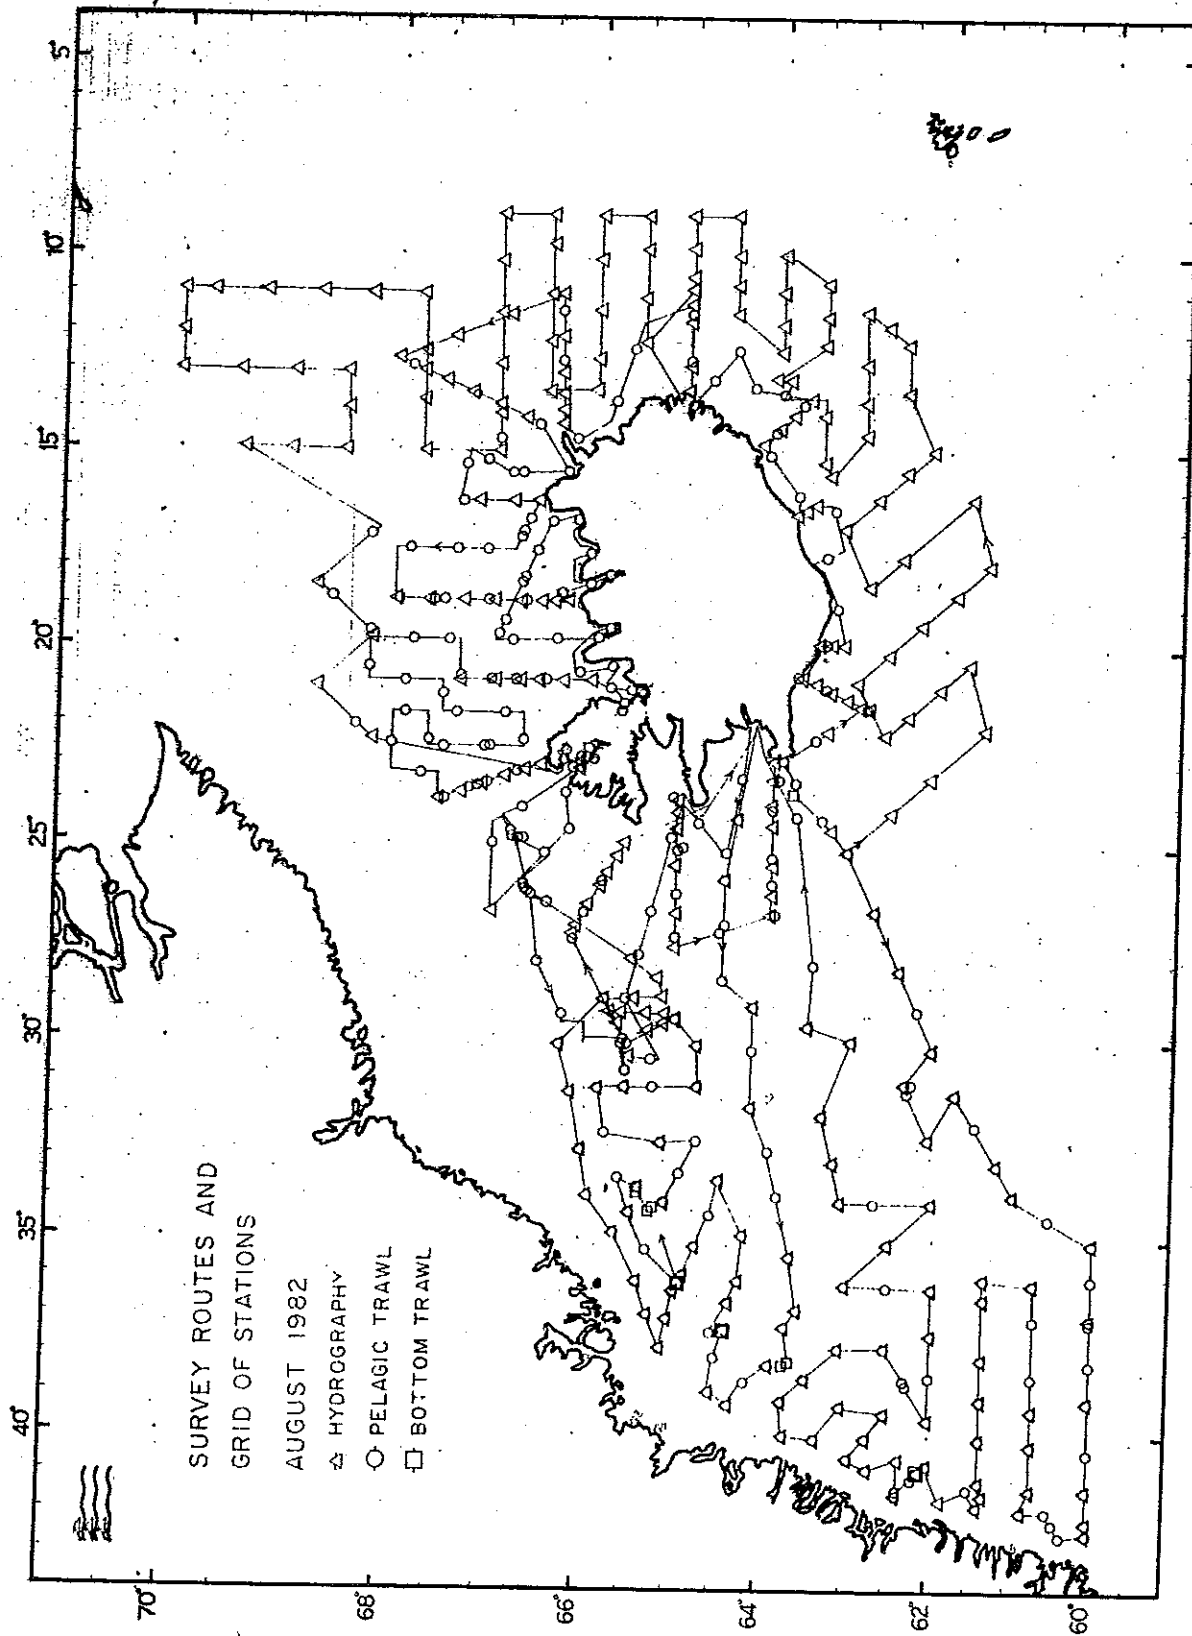 SURVEY ROUTES AND
GRID OF STATIONS
AUGUST 1982
HYDROGRAPHY
PELAGIC TRAWL
BOTTOM TRAWL
40°
35°
30°
25°
20°
15°
10°
5°
70°
68°
66°
64°
62°
60°